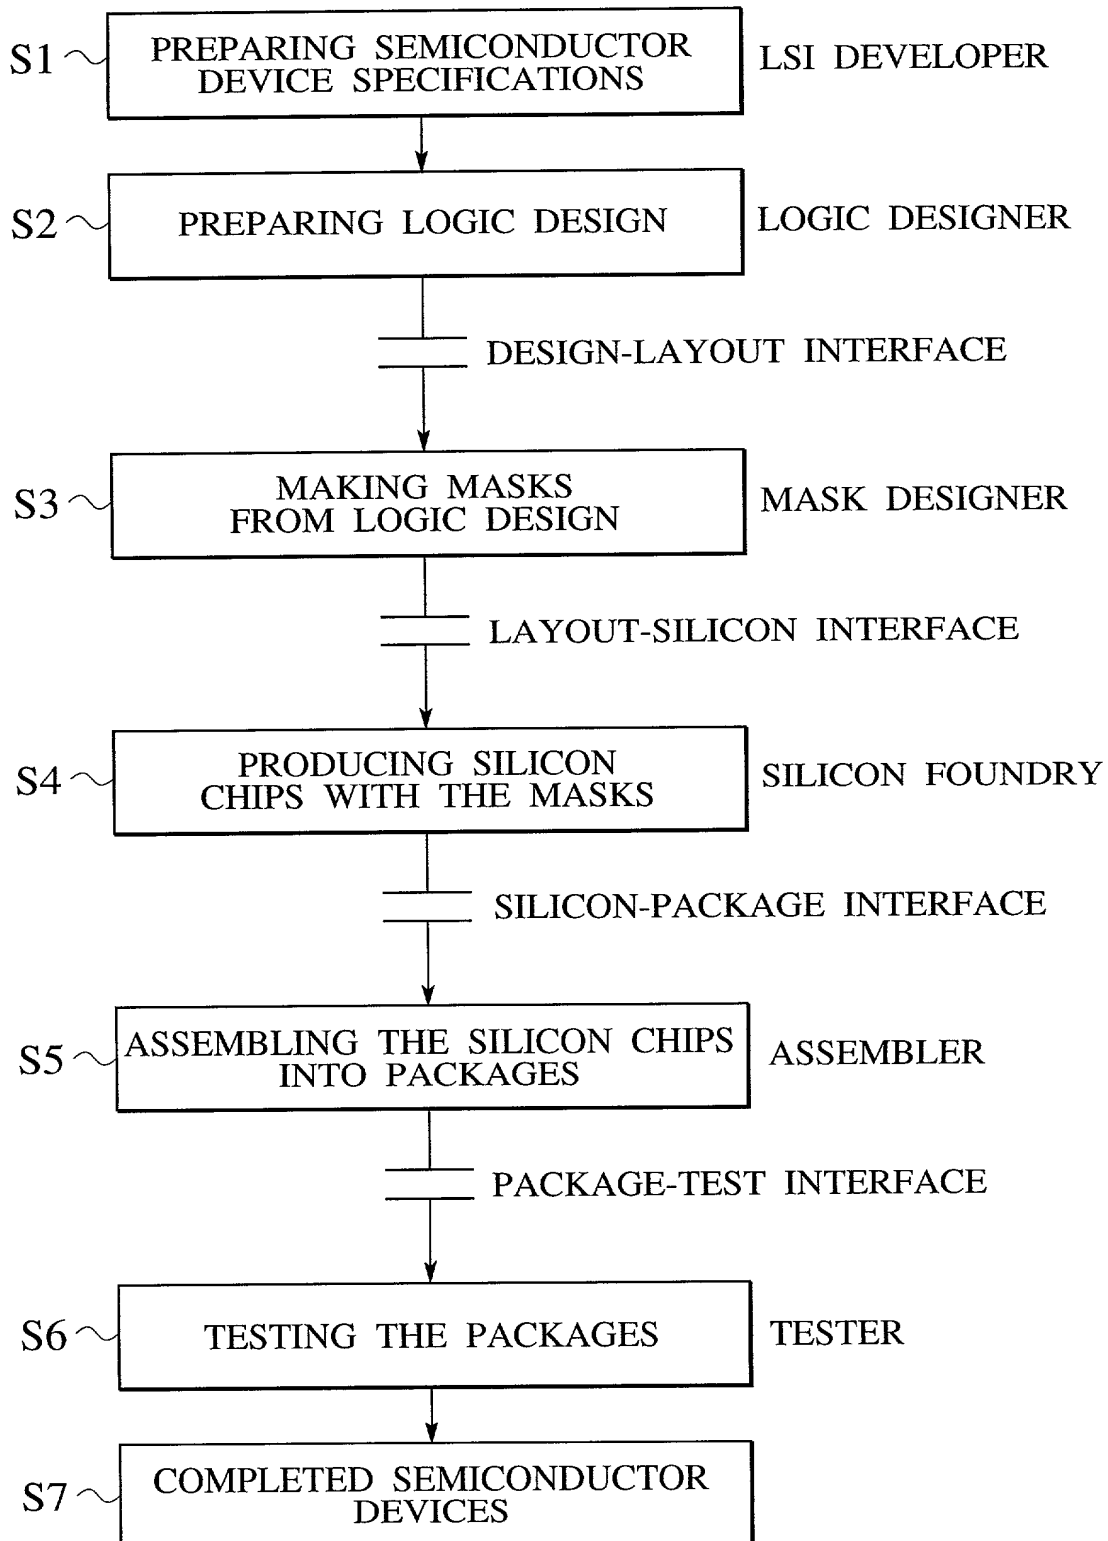 S1
PREPARING SEMICONDUCTOR
DEVICE SPECIFICATIONS
LSI DEVELOPER
S2
PREPARING LOGIC DESIGN
LOGIC DESIGNER
DESIGN-LAYOUT INTERFACE
S3
MAKING MASKS
FROM LOGIC DESIGN
MASK DESIGNER
LAYOUT-SILICON INTERFACE
S4
PRODUCING SILICON
CHIPS WITH THE MASKS
SILICON FOUNDRY
SILICON-PACKAGE INTERFACE
S5
ASSEMBLING THE SILICON CHIPS
INTO PACKAGES
ASSEMBLER
PACKAGE-TEST INTERFACE
S6
TESTING THE PACKAGES
TESTER
S7
COMPLETED SEMICONDUCTOR
DEVICES